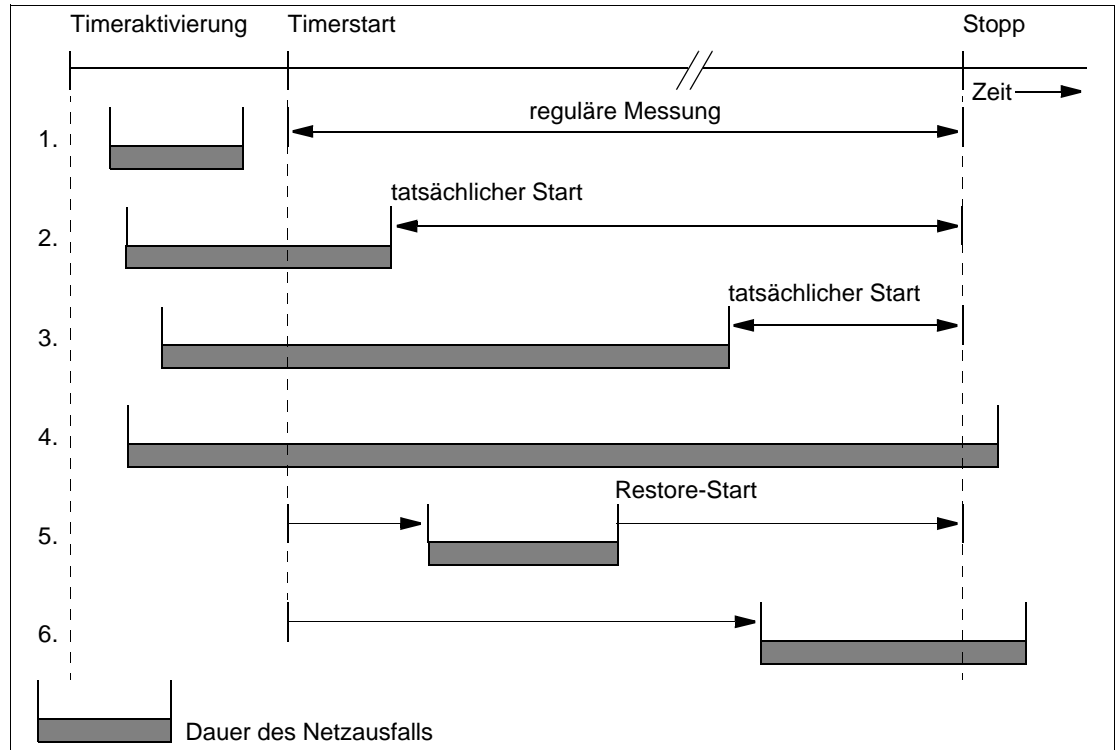 Timeraktivierung Timerstart Stopp
Zeit
1. reguläre Messung
tatsächlicher Start
2.
tatsächlicher Start
3.
4.
Restore-Start
5.
6.
Dauer des Netzausfalls